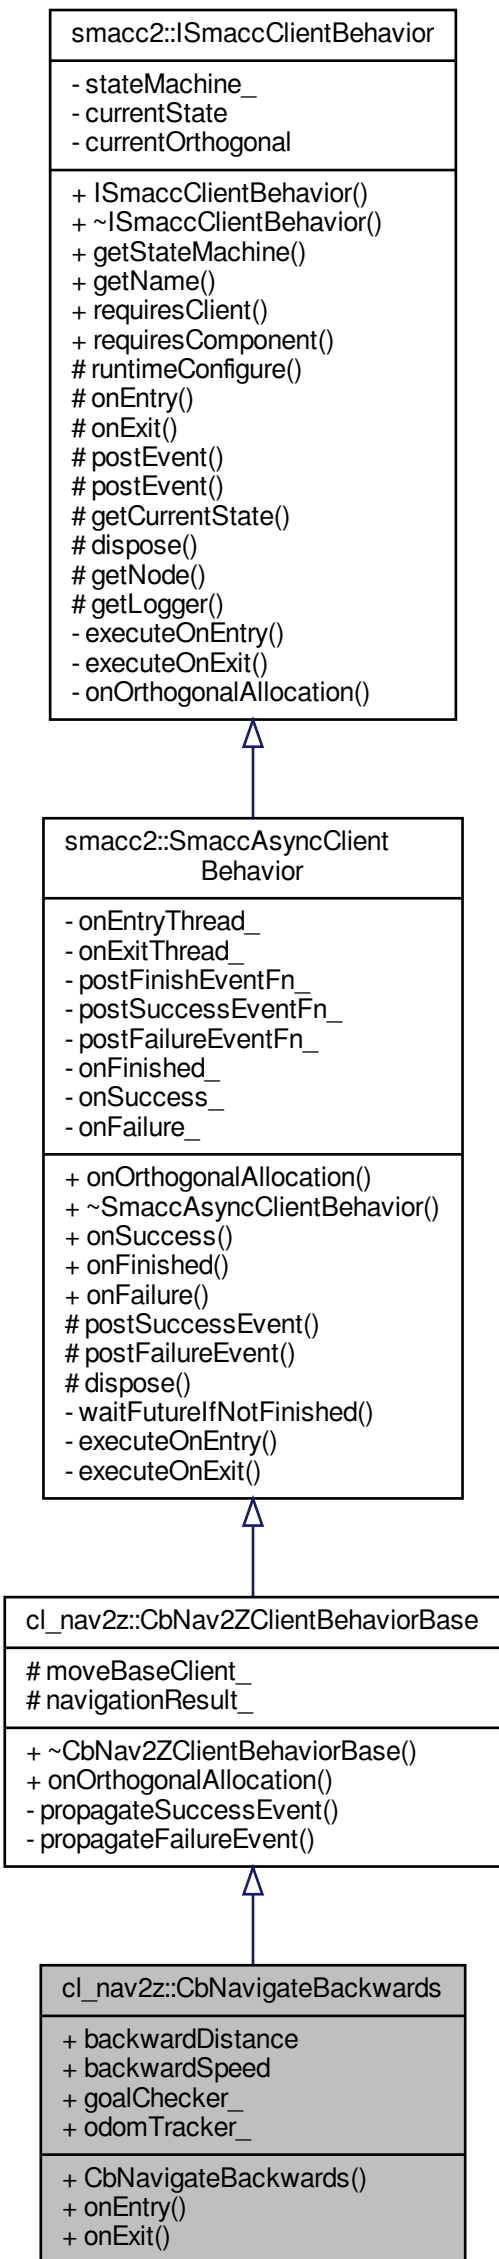 smacc2::ISmaccClientBehavior
- stateMachine_
- currentState
- currentOrthogonal
+ ISmaccClientBehavior()
+ ~ISmaccClientBehavior()
+ getStateMachine()
+ getName()
+ requiresClient()
+ requiresComponent()
# runtimeConfigure()
# onEntry()
# onExit()
# postEvent()
# postEvent()
# getCurrentState()
# dispose()
# getNode()
# getLogger()
- executeOnEntry()
- executeOnExit()
- onOrthogonalAllocation()
smacc2::SmaccAsyncClient
Behavior
- onEntryThread_
- onExitThread_
- postFinishEventFn_
- postSuccessEventFn_
- postFailureEventFn_
- onFinished_
- onSuccess_
- onFailure_
+ onOrthogonalAllocation()
+ ~SmaccAsyncClientBehavior()
+ onSuccess()
+ onFinished()
+ onFailure()
# postSuccessEvent()
# postFailureEvent()
# dispose()
- waitFutureIfNotFinished()
- executeOnEntry()
- executeOnExit()
cl_nav2z::CbNav2ZClientBehaviorBase
# moveBaseClient_
# navigationResult_
+ ~CbNav2ZClientBehaviorBase()
+ onOrthogonalAllocation()
- propagateSuccessEvent()
- propagateFailureEvent()
cl_nav2z::CbNavigateBackwards
+ backwardDistance
+ backwardSpeed
+ goalChecker_
+ odomTracker_
+ CbNavigateBackwards()
+ onEntry()
+ onExit()